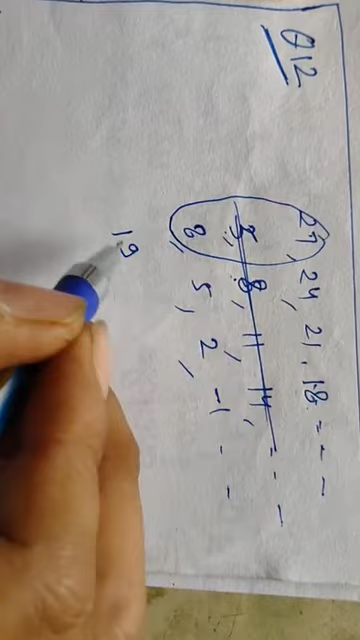 Q12
27, 24, 21, 18 - - -
5, 8, 11, 14, - - -
8, 5, 2, -1 - -
19